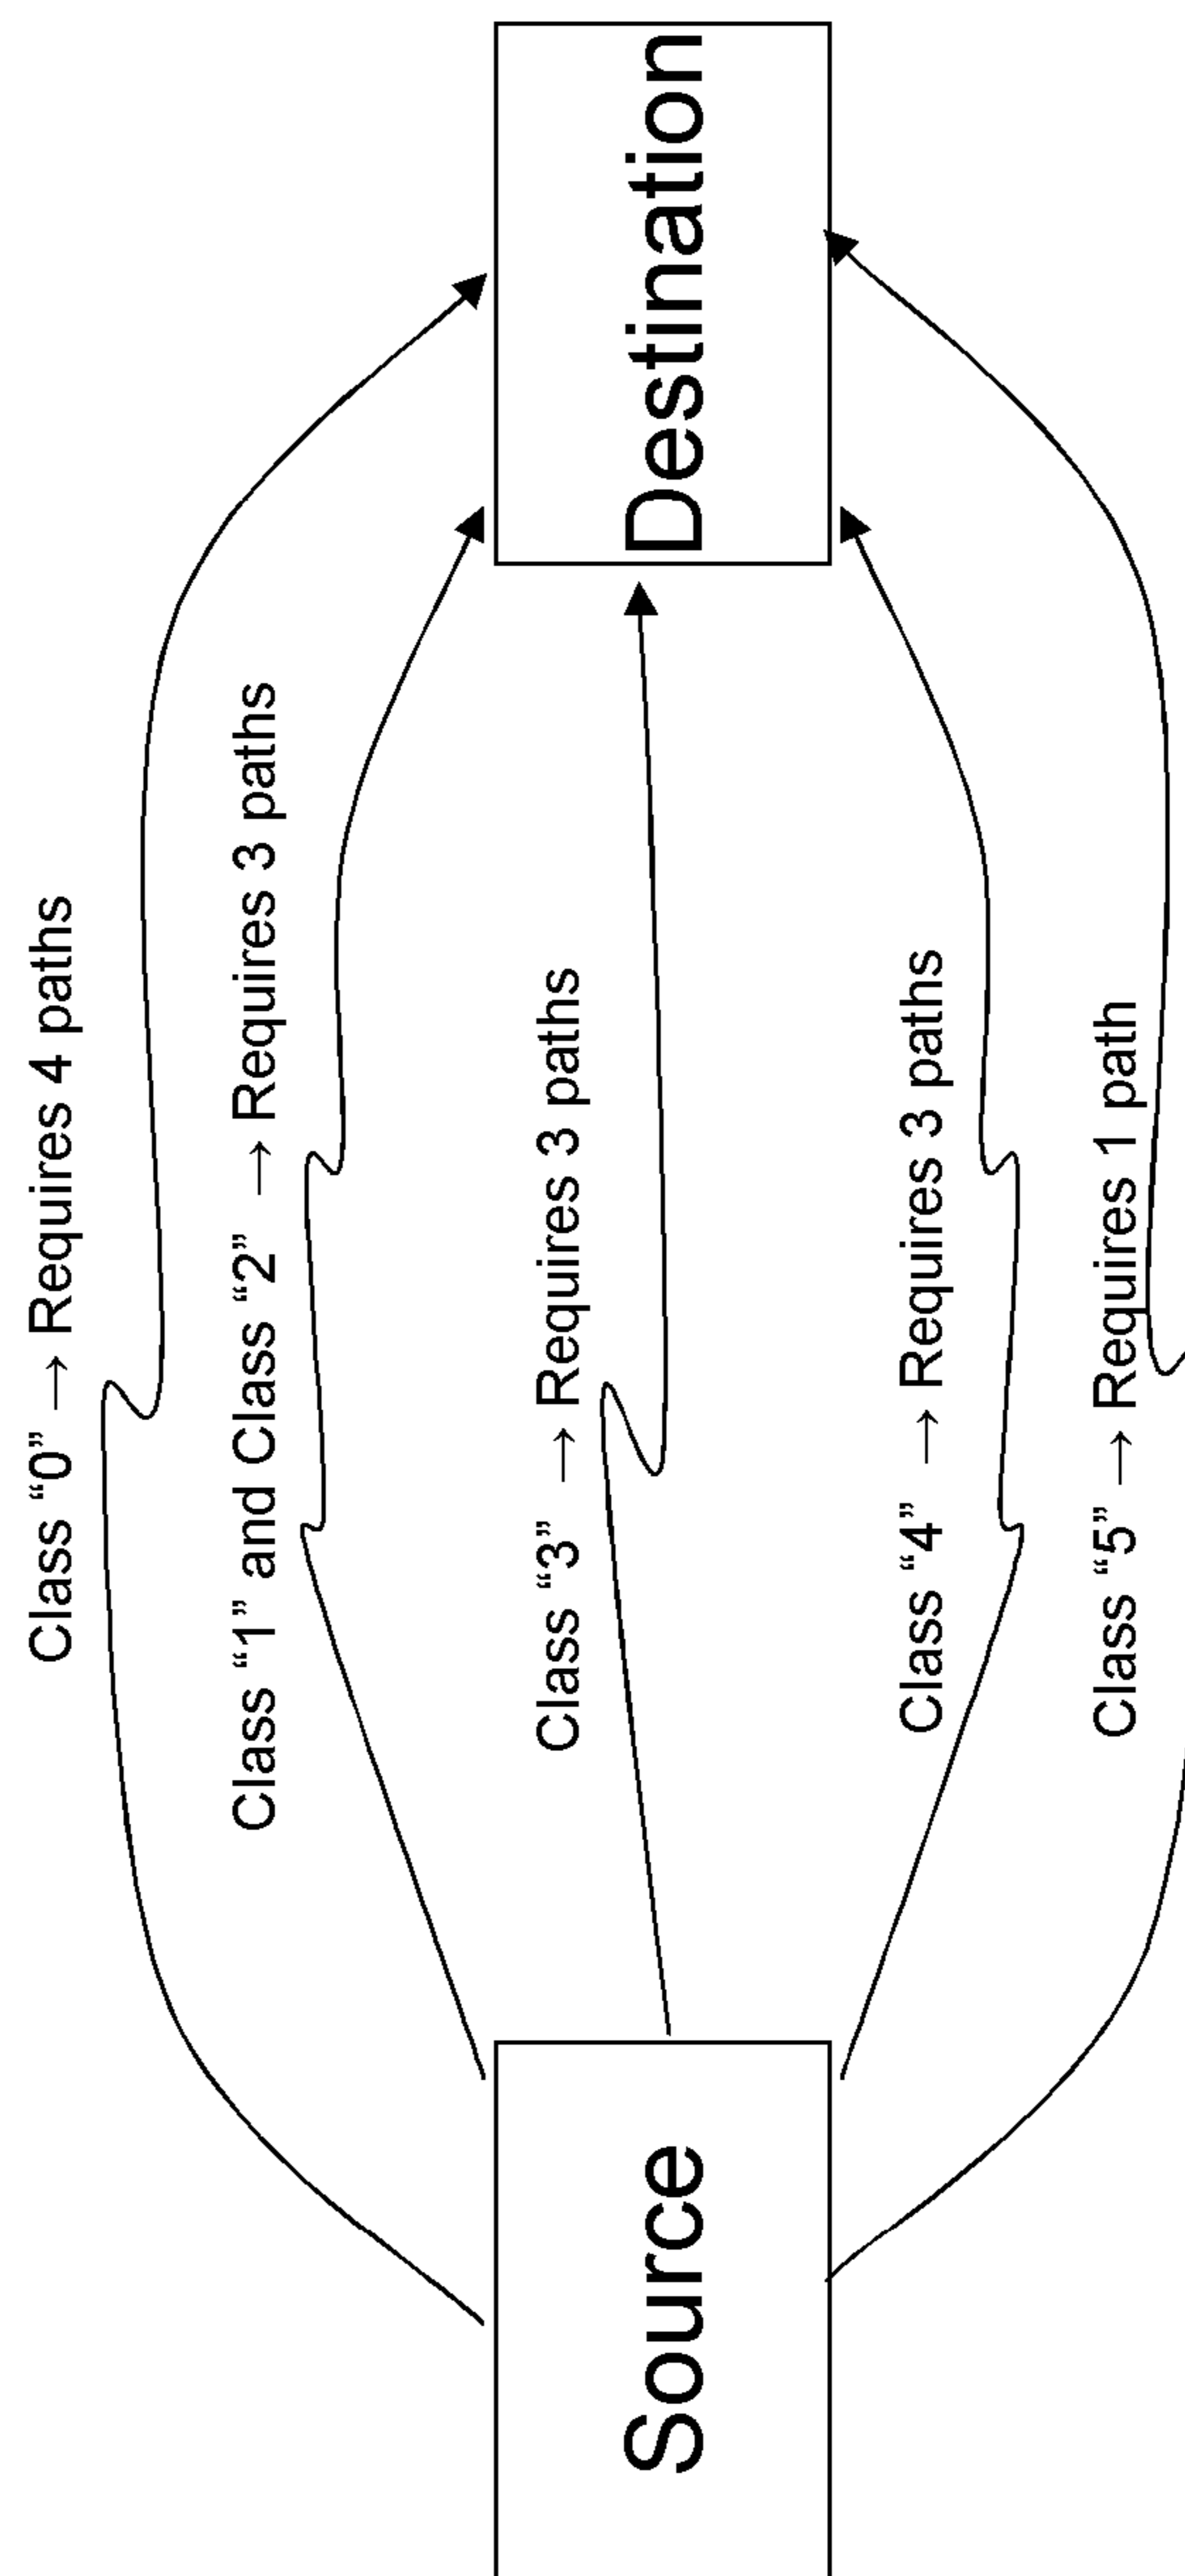 Class “0” → Requires 4 paths
Class “1” and Class “2” → Requires 3 paths
Source
Destination
Class “3” → Requires 3 paths
Class “4” → Requires 3 paths
Class “5” → Requires 1 path